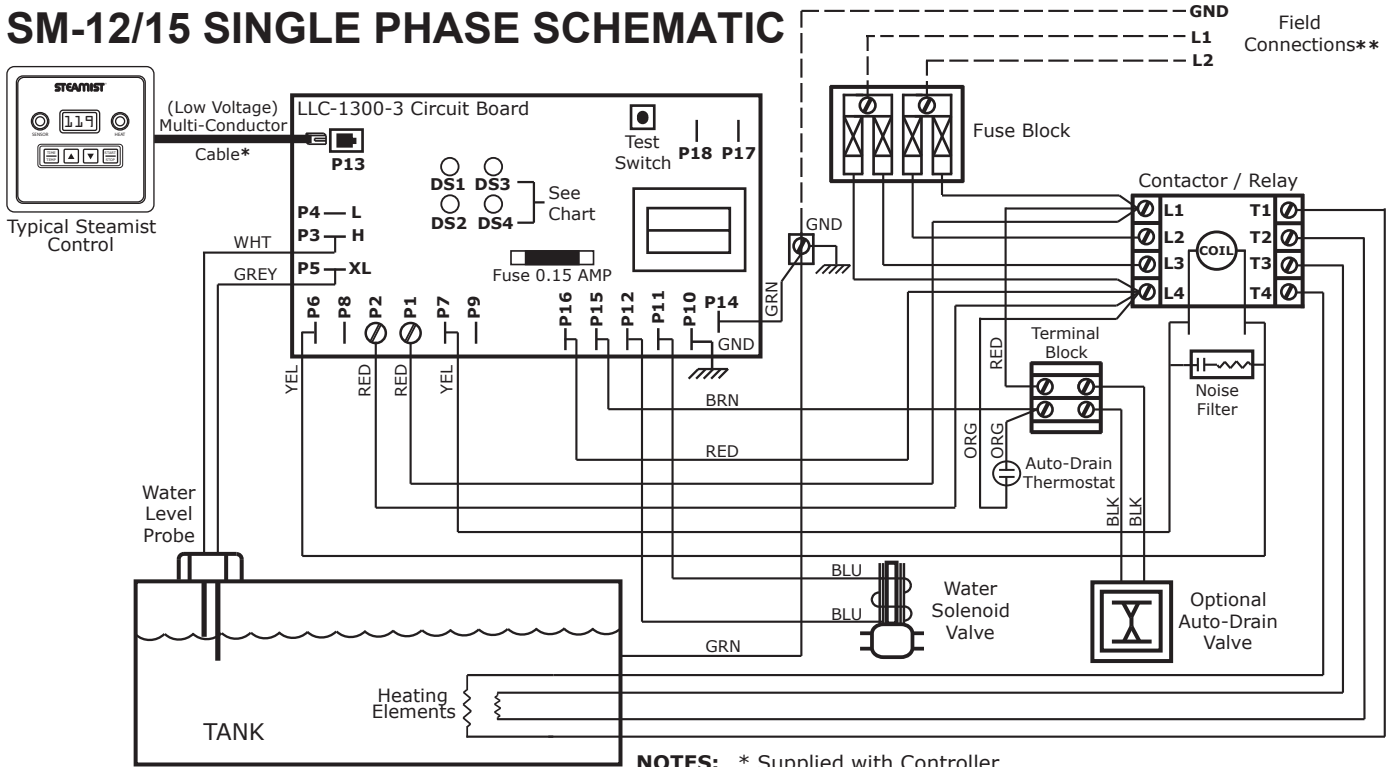 SM-12/15 SINGLE PHASE SCHEMATIC
GND
L1
L2
Field
Connections**
STEAMIST
119
SENSOR
HEAT
Typical Steamist
Control
(Low Voltage)
Multi-Conductor
Cable*
LLC-1300-3 Circuit Board
P13
Test
Switch
P18 P17
DS1 DS3
DS2 DS4
See
Chart
P4 L
P3 H
P5 XL
WHT
GREY
Fuse 0.15 AMP
P6
P8
P2
P1
P7
P9
P16
P15
P12
P11
P10
P14
GND
GRN
GND
Fuse Block
Contactor / Relay
L1 T1
L2 T2
L3 T3
L4 T4
COIL
Noise
Filter
Terminal
Block
RED
YEL
RED
RED
YEL
BRN
RED
ORG
ORG
Auto-Drain
Thermostat
BLK
BLK
Water
Level
Probe
BLU
BLU
Water
Solenoid
Valve
Optional
Auto-Drain
Valve
GRN
Heating
Elements
TANK
NOTES: * Supplied with Controller